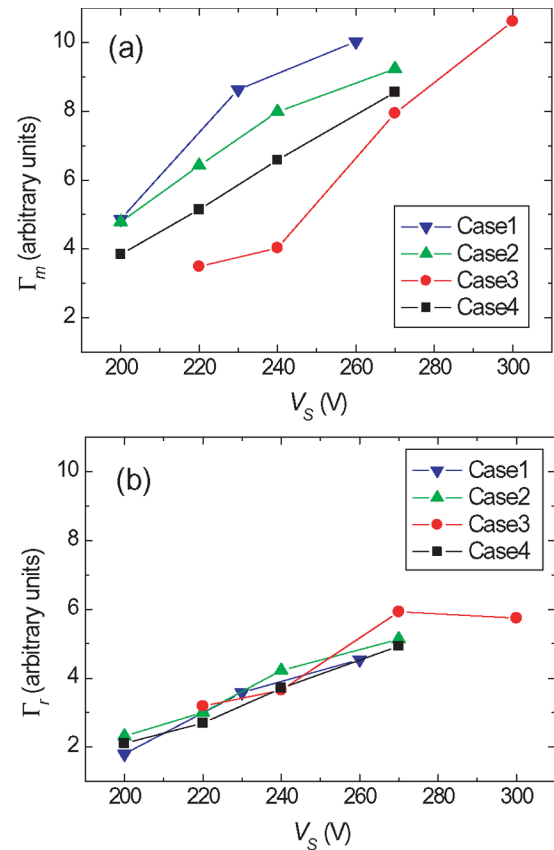 (a)
10
8
6
4
2
Γm (arbitrary units)
Case1
Case2
Case3
Case4
200 220 240 260 280 300
VS (V)
(b)
10
8
6
4
2
Γr (arbitrary units)
Case1
Case2
Case3
Case4
200 220 240 260 280 300
VS (V)